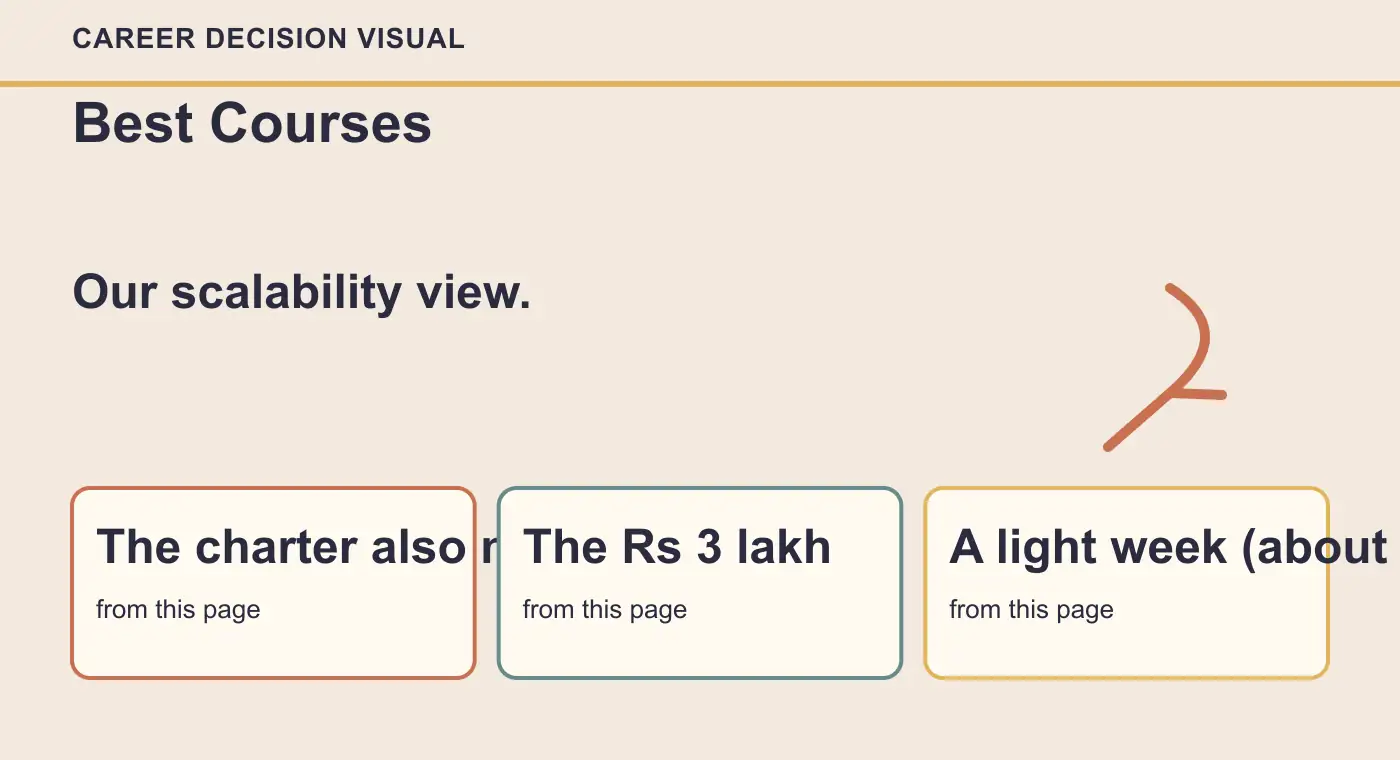 CAREER DECISION VISUAL
Best Courses
Our scalability view.
The charter also
from this page
The Rs 3 lakh
from this page
A light week (about
from this page